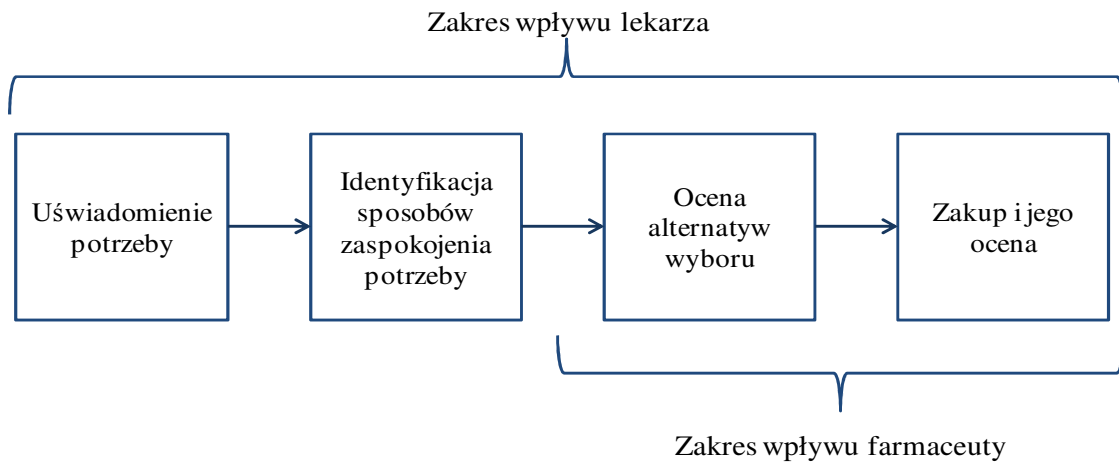 Zakres wpływu lekarza
Uświadomienie
potrzeby
Identyfikacja
sposobów
zaspokojenia
potrzeby
Ocena
alternatyw
wyboru
Zakup i jego
ocena
Zakres wpływu farmaceuty